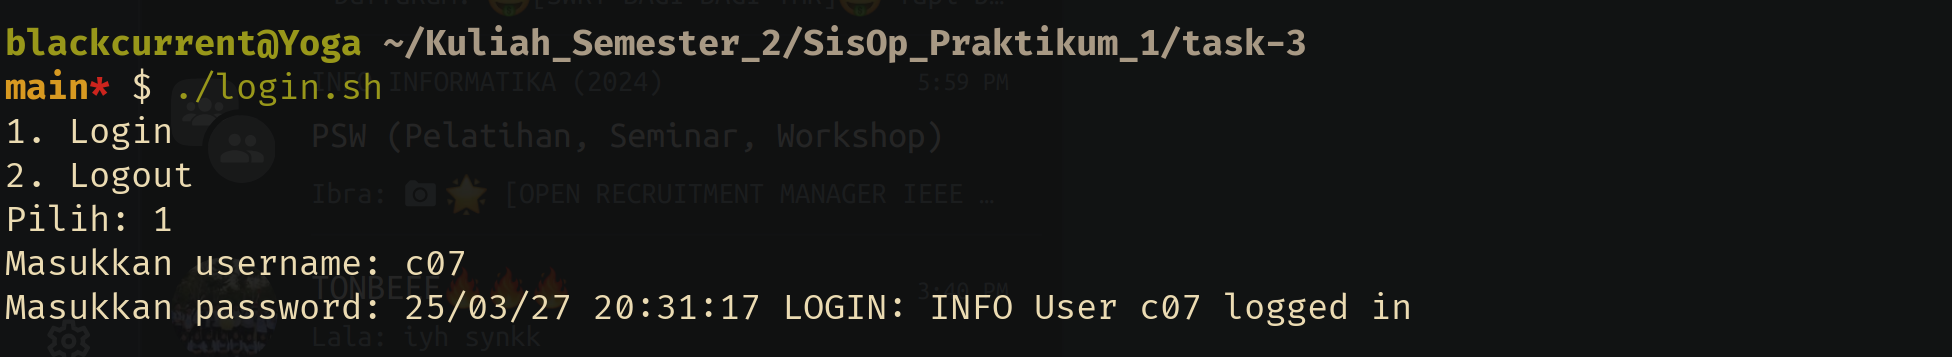 blackcurrent@Yoga ~/Kuliah_Semester_2/SisOp_Praktikum_1/task-3
main* $ ./login.sh
INFO INFORMATIKA (2024) 5:59 PM
1. Login
PSW (Pelatihan, Seminar, Workshop)
2. Logout
Ibra: 📷🌟 [OPEN RECRUITMENT MANAGER IEEE …
Pilih: 1
Masukkan username: c07
TONBEFF🔥🔥🔥 3:40 PM
Masukkan password: 25/03/27 20:31:17 LOGIN: INFO User c07 logged in
Lala: iyh synkk